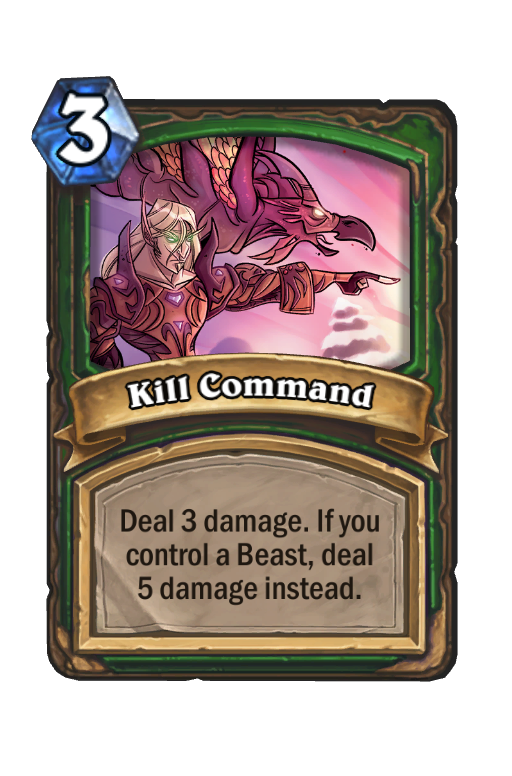 3
Kill Command
Deal 3 damage. If you
control a Beast, deal
5 damage instead.